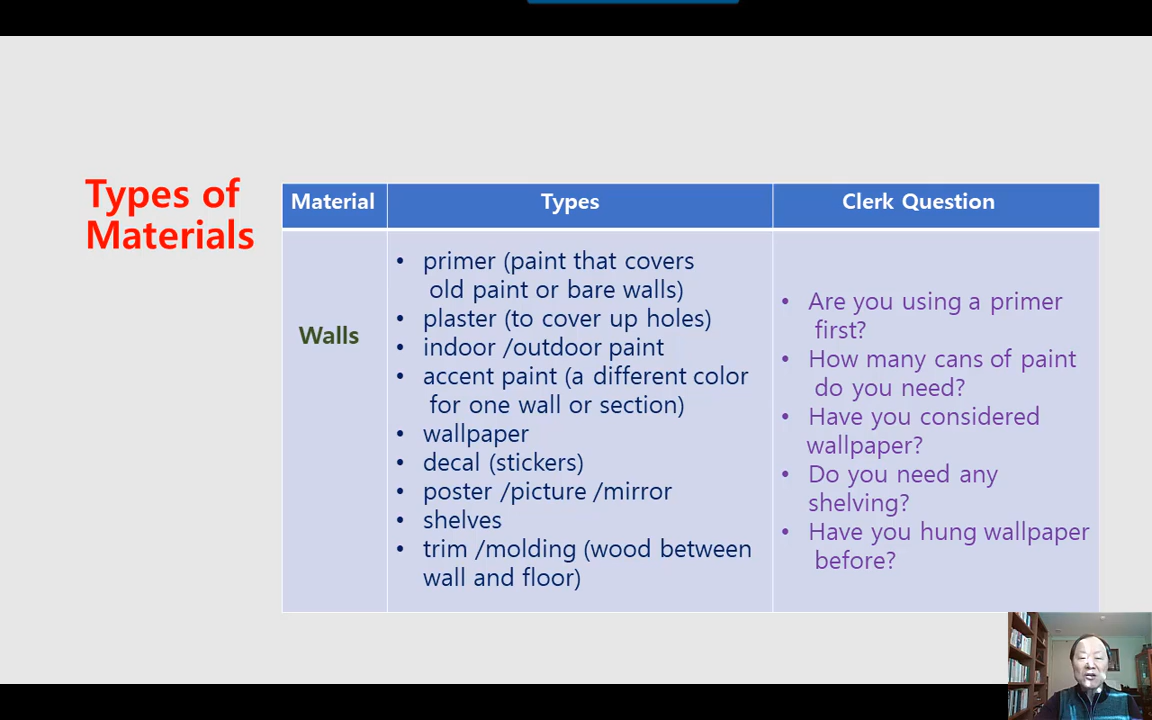 Types of
Materials
Material
Types
Clerk Question
Walls
• primer (paint that covers
old paint or bare walls)
• plaster (to cover up holes)
• indoor /outdoor paint
• accent paint (a different color
for one wall or section)
• wallpaper
• decal (stickers)
• poster /picture /mirror
• shelves
• trim /molding (wood between
wall and floor)
• Are you using a primer
first?
• How many cans of paint
do you need?
• Have you considered
wallpaper?
• Do you need any
shelving?
• Have you hung wallpaper
before?